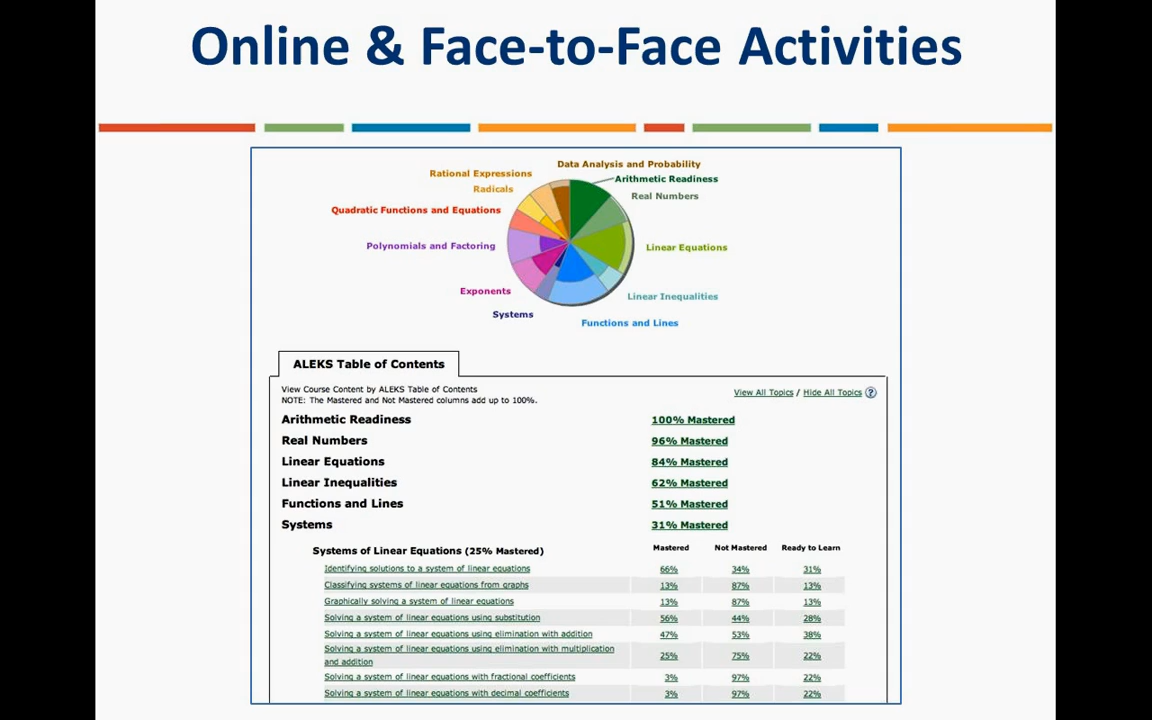 Online & Face-to-Face Activities
Data Analysis and Probability
Rational Expressions
Arithmetic Readiness
Radicals
Real Numbers
Quadratic Functions and Equations
Polynomials and Factoring
Linear Equations
Exponents
Linear Inequalities
Systems
Functions and Lines
ALEKS Table of Contents
View Course Content by ALEKS Table of Contents
View All Topics / Hide All Topics ?
NOTE: The Mastered and Not Mastered columns add up to 100%.
Arithmetic Readiness 100% Mastered
Real Numbers 96% Mastered
Linear Equations 84% Mastered
Linear Inequalities 62% Mastered
Functions and Lines 51% Mastered
Systems 31% Mastered
Systems of Linear Equations (25% Mastered) Mastered Not Mastered Ready to Learn
Identifying solutions to a system of linear equations 66% 34% 31%
Classifying systems of linear equations from graphs 13% 87% 13%
Graphically solving a system of linear equations 13% 87% 13%
Solving a system of linear equations using substitution 56% 44% 28%
Solving a system of linear equations using elimination with addition 47% 53% 38%
Solving a system of linear equations using elimination with multiplication
and addition 25% 75% 22%
Solving a system of linear equations with fractional coefficients 3% 97% 22%
Solving a system of linear equations with decimal coefficients 3% 97% 22%